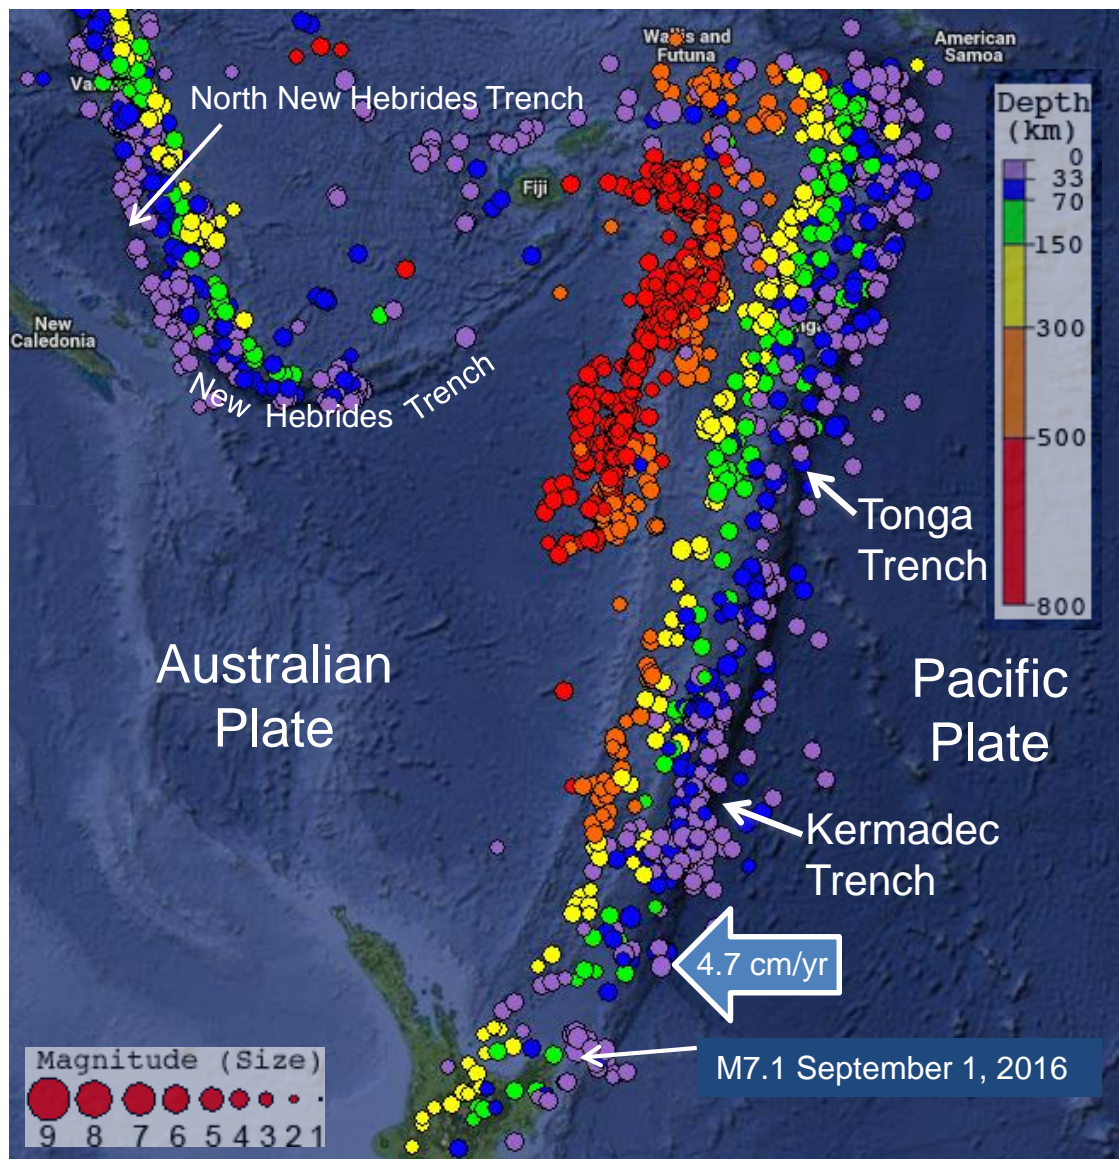 Wallis and
Futuna
American
Samoa
Va
North New Hebrides Trench
Fiji
New
Caledonia
New Hebrides Trench
Depth
(km)
0
33
70
150
300
500
800
Tonga
Trench
Australian
Plate
Pacific
Plate
Kermadec
Trench
4.7 cm/yr
M7.1 September 1, 2016
Magnitude (Size)
9 8 7 6 5 4 3 2 1